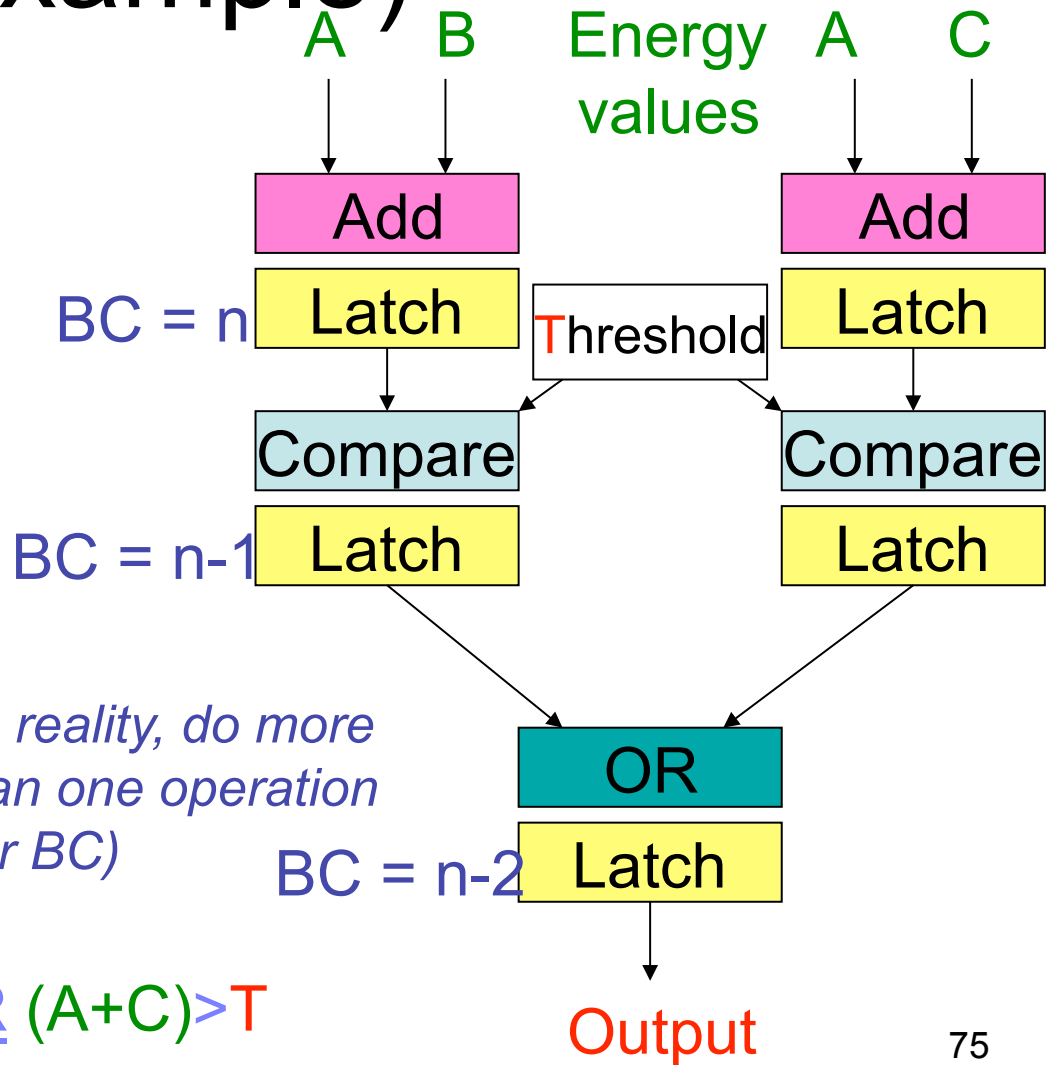 xample)
A B Energy values A C
Add Add
BC = n Latch Threshold Latch
Compare Compare
BC = n-1 Latch Latch
reality, do more
an one operation
r BC)
OR
BC = n-2 Latch
(A+C)>T
Output
75